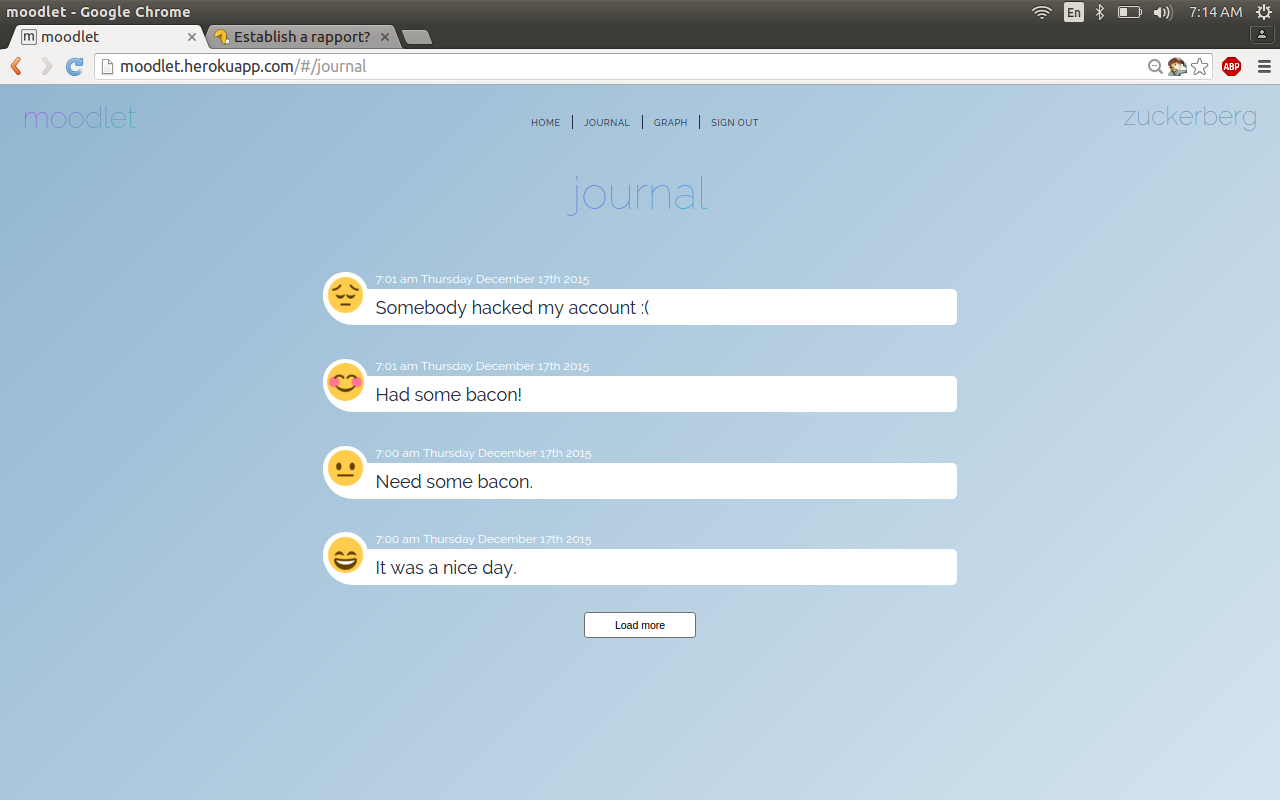 moodlet - Google Chrome
En
7:14 AM
m moodlet
Establish a rapport?
moodlet.herokuapp.com/#/journal
ABP
moodlet
HOME
JOURNAL
GRAPH
SIGN OUT
zuckerberg
journal
7:01 am Thursday December 17th 2015
Somebody hacked my account :(
7:01 am Thursday December 17th 2015
Had some bacon!
7:00 am Thursday December 17th 2015
Need some bacon.
7:00 am Thursday December 17th 2015
It was a nice day.
Load more